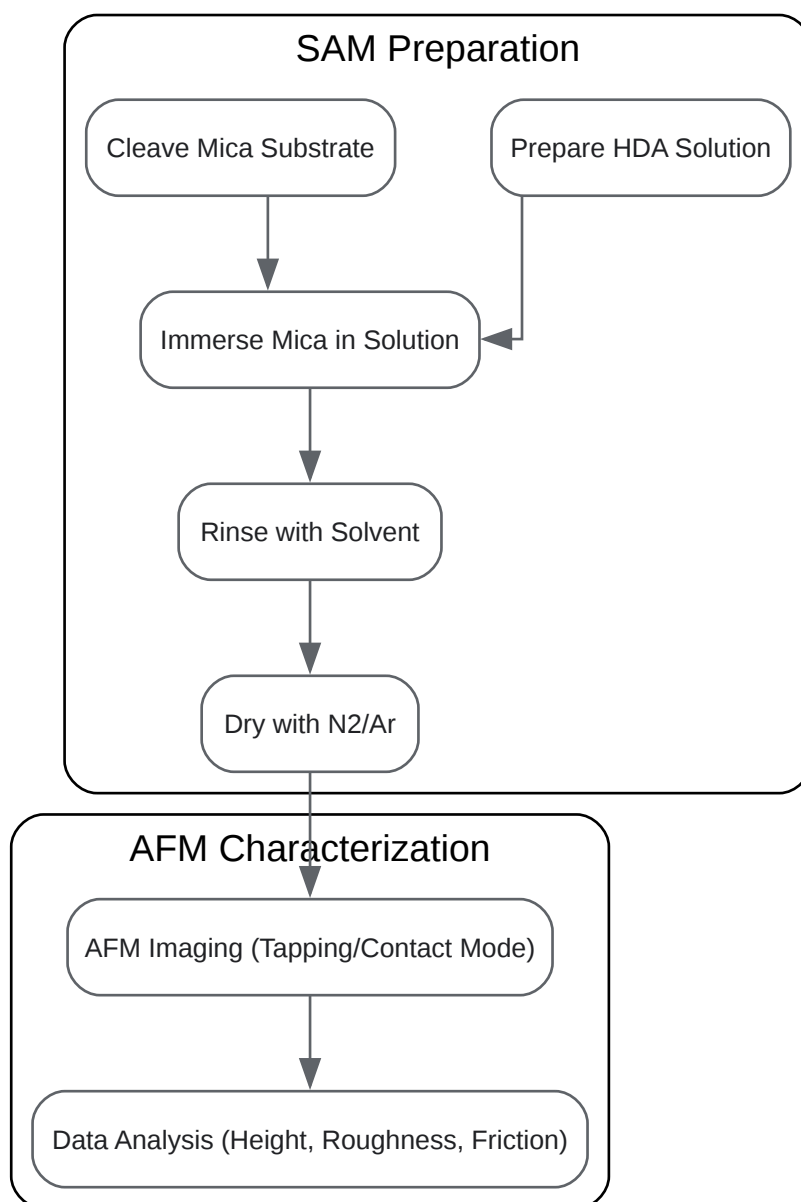 SAM Preparation
Cleave Mica Substrate
Prepare HDA Solution
Immerse Mica in Solution
Rinse with Solvent
Dry with N2/Ar
AFM Characterization
AFM Imaging (Tapping/Contact Mode)
Data Analysis (Height, Roughness, Friction)